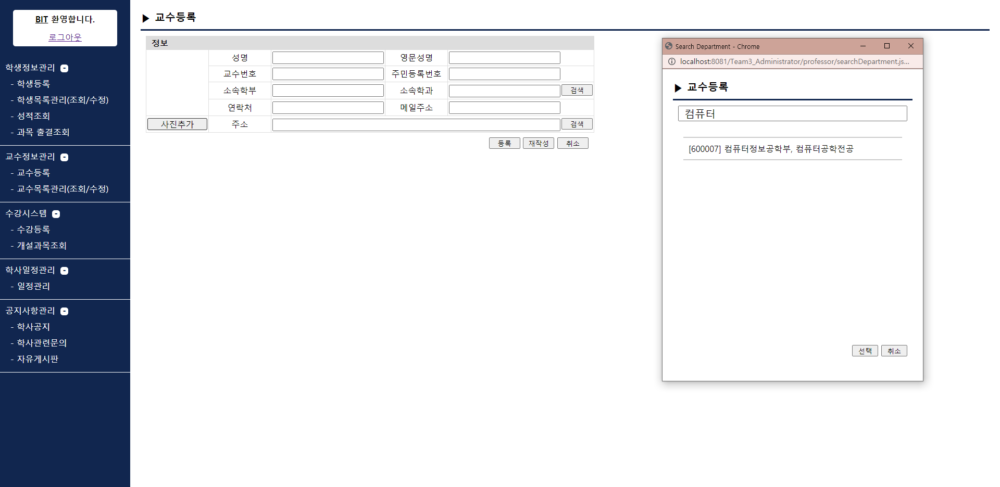 BIT 환영합니다.
로그아웃
학생정보관리 -
- 학생등록
- 학생목록관리(조회/수정)
- 성적조회
- 과목 출결조회
교수정보관리 -
- 교수등록
- 교수목록관리(조회/수정)
수강시스템 -
- 수강등록
- 개설과목조회
학사일정관리 -
- 일정관리
공지사항관리 -
- 학사공지
- 학사관련문의
- 자유게시판
▶ 교수등록
정보
성명 영문성명
교수번호 주민등록번호
소속학부 소속학과 검색
연락처 메일주소
사진추가 주소 검색
등록 재작성 취소
Search Department - Chrome
localhost:8081/Team3_Administrator/professor/searchDepartment.js...
▶ 교수등록
컴퓨터
[600007] 컴퓨터정보공학부, 컴퓨터공학전공
선택 취소